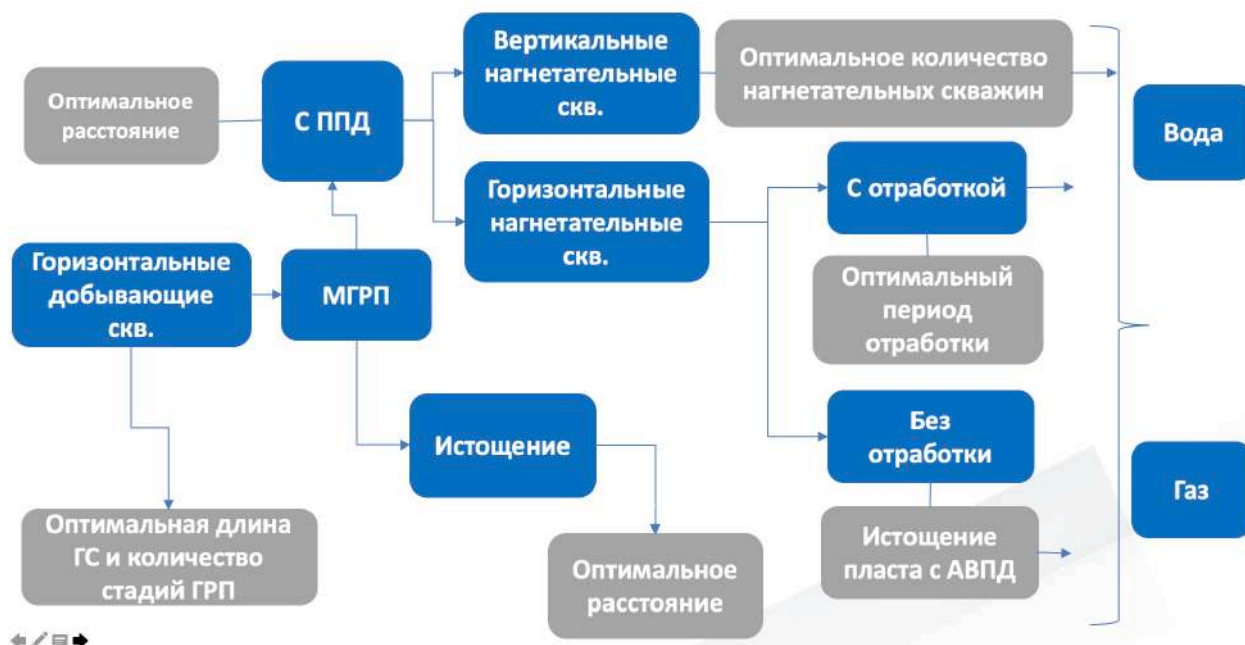 Вертикальные
нагнетательные
скв.
Оптимальное количество
нагнетательных скважин
Оптимальное
расстояние
С ППД
Вода
Горизонтальные
нагнетательные
скв.
С отработкой
Горизонтальные
добывающие
скв.
МГРП
Оптимальный
период
отработки
Истощение
Без
отработки
Газ
Оптимальная длина
ГС и количество
стадий ГРП
Оптимальное
расстояние
Истощение
пласта с АВПД